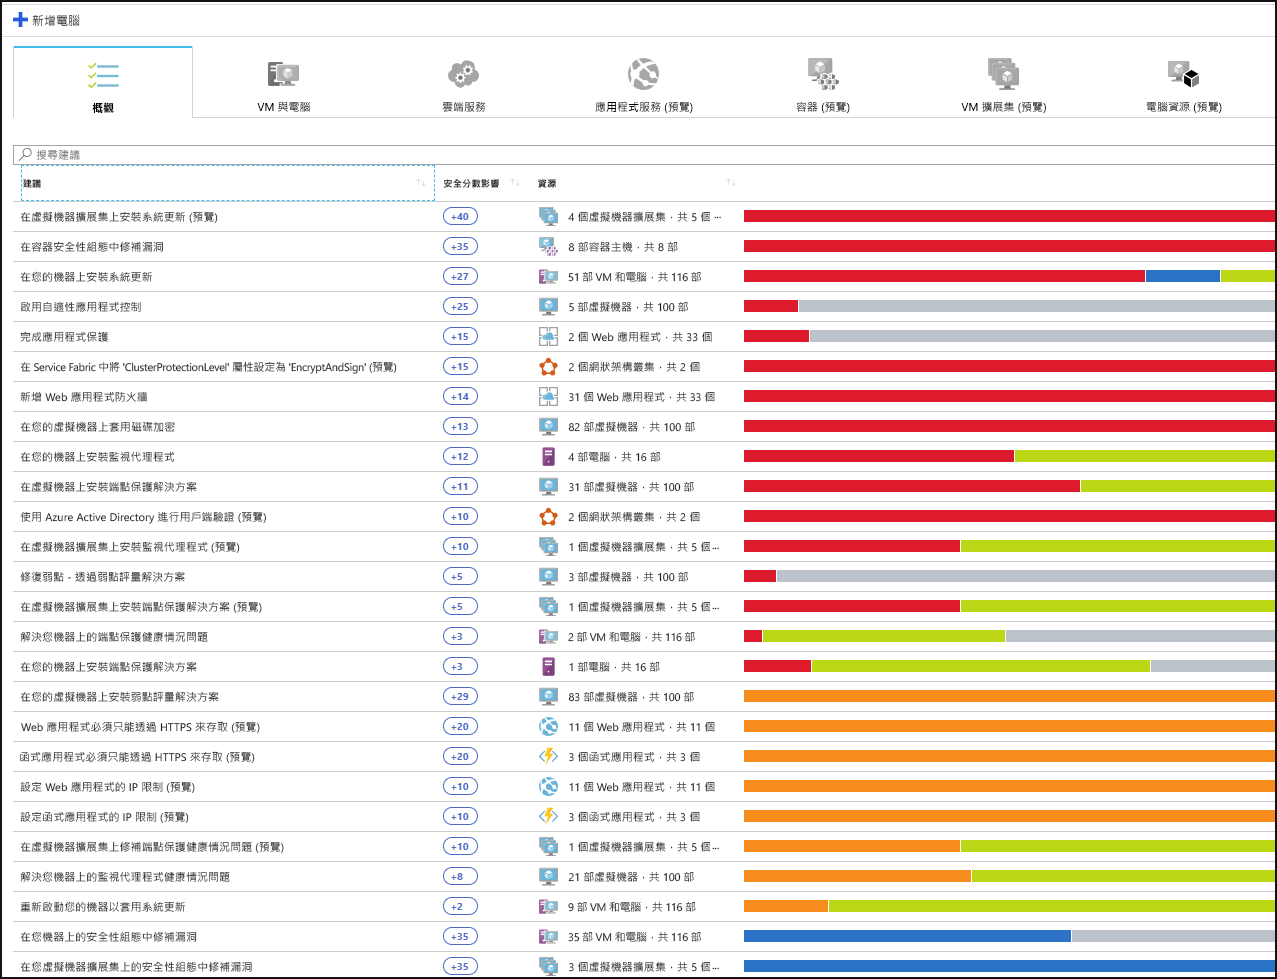 新增電腦
概觀
VM 與電腦
雲端服務
應用程式服務 (預覽)
容器 (預覽)
VM 擴展集 (預覽)
電腦資源 (預覽)
搜尋建議
建議 安全分數影響 資源
在虛擬機器擴展集上安裝系統更新 (預覽) +40 4 個虛擬機器擴展集，共 5 個 ...
在容器安全性組態中修補漏洞 +35 8 部容器主機，共 8 部
在您的機器上安裝系統更新 +27 51 部 VM 和電腦，共 116 部
啟用自適性應用程式控制 +25 5 部虛擬機器，共 100 部
完成應用程式保護 +15 2 個 Web 應用程式，共 33 個
在 Service Fabric 中將 'ClusterProtectionLevel' 屬性設定為 'EncryptAndSign' (預覽) +15 2 個網狀架構叢集，共 2 個
新增 Web 應用程式防火牆 +14 31 個 Web 應用程式，共 33 個
在您的虛擬機器上套用磁碟加密 +13 82 部虛擬機器，共 100 部
在您的機器上安裝監視代理程式 +12 4 部電腦，共 16 部
在虛擬機器上安裝端點保護解決方案 +11 31 部虛擬機器，共 100 部
使用 Azure Active Directory 進行用戶端驗證 (預覽) +10 2 個網狀架構叢集，共 2 個
在虛擬機器擴展集上安裝監視代理程式 (預覽) +10 1 個虛擬機器擴展集，共 5 個...
修復弱點 - 透過弱點評量解決方案 +5 3 部虛擬機器，共 100 部
在虛擬機器擴展集上安裝端點保護解決方案 (預覽) +5 1 個虛擬機器擴展集，共 5 個...
解決您機器上的端點保護健康情況問題 +3 2 部 VM 和電腦，共 116 部
在您的機器上安裝端點保護解決方案 +3 1 部電腦，共 16 部
在您的虛擬機器上安裝弱點評量解決方案 +29 83 部虛擬機器，共 100 部
Web 應用程式必須只能透過 HTTPS 來存取 (預覽) +20 11 個 Web 應用程式，共 11 個
函式應用程式必須只能透過 HTTPS 來存取 (預覽) +20 3 個函式應用程式，共 3 個
設定 Web 應用程式的 IP 限制 (預覽) +10 11 個 Web 應用程式，共 11 個
設定函式應用程式的 IP 限制 (預覽) +10 3 個函式應用程式，共 3 個
在虛擬機器擴展集上修補端點保護健康情況問題 (預覽) +10 1 個虛擬機器擴展集，共 5 個...
解決您機器上的監視代理程式健康情況問題 +8 21 部虛擬機器，共 100 部
重新啟動您的機器以套用系統更新 +2 9 部 VM 和電腦，共 116 部
在您機器上的安全性組態中修補漏洞 +35 35 部 VM 和電腦，共 116 部
在您虛擬機器擴展集上的安全性組態中修補漏洞 +35 3 個虛擬機器擴展集，共 5 個...